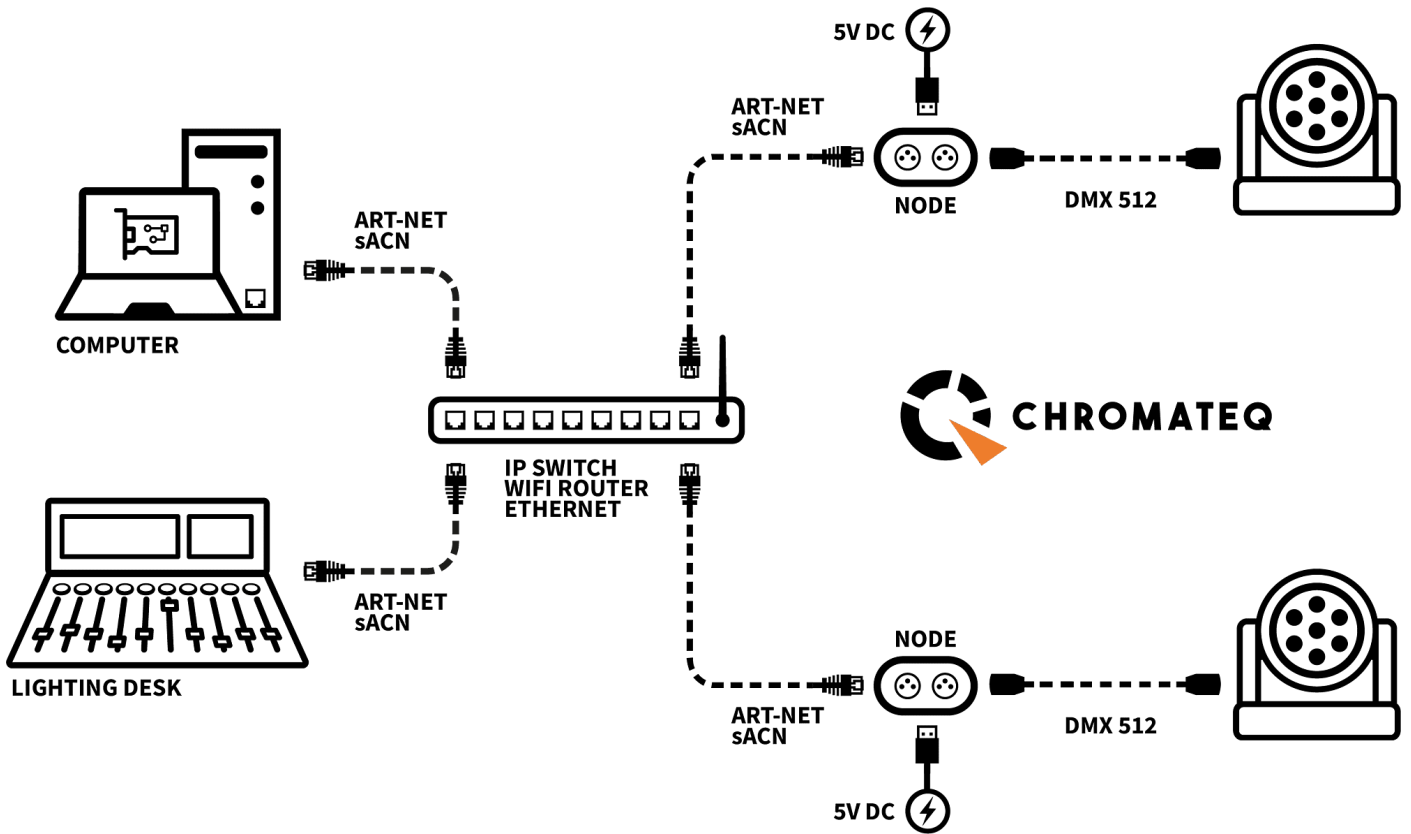 5V DC
ART-NET
sACN
NODE
DMX 512
ART-NET
sACN
COMPUTER
CHROMATEQ
IP SWITCH
WIFI ROUTER
ETHERNET
ART-NET
sACN
LIGHTING DESK
NODE
ART-NET
sACN
DMX 512
5V DC